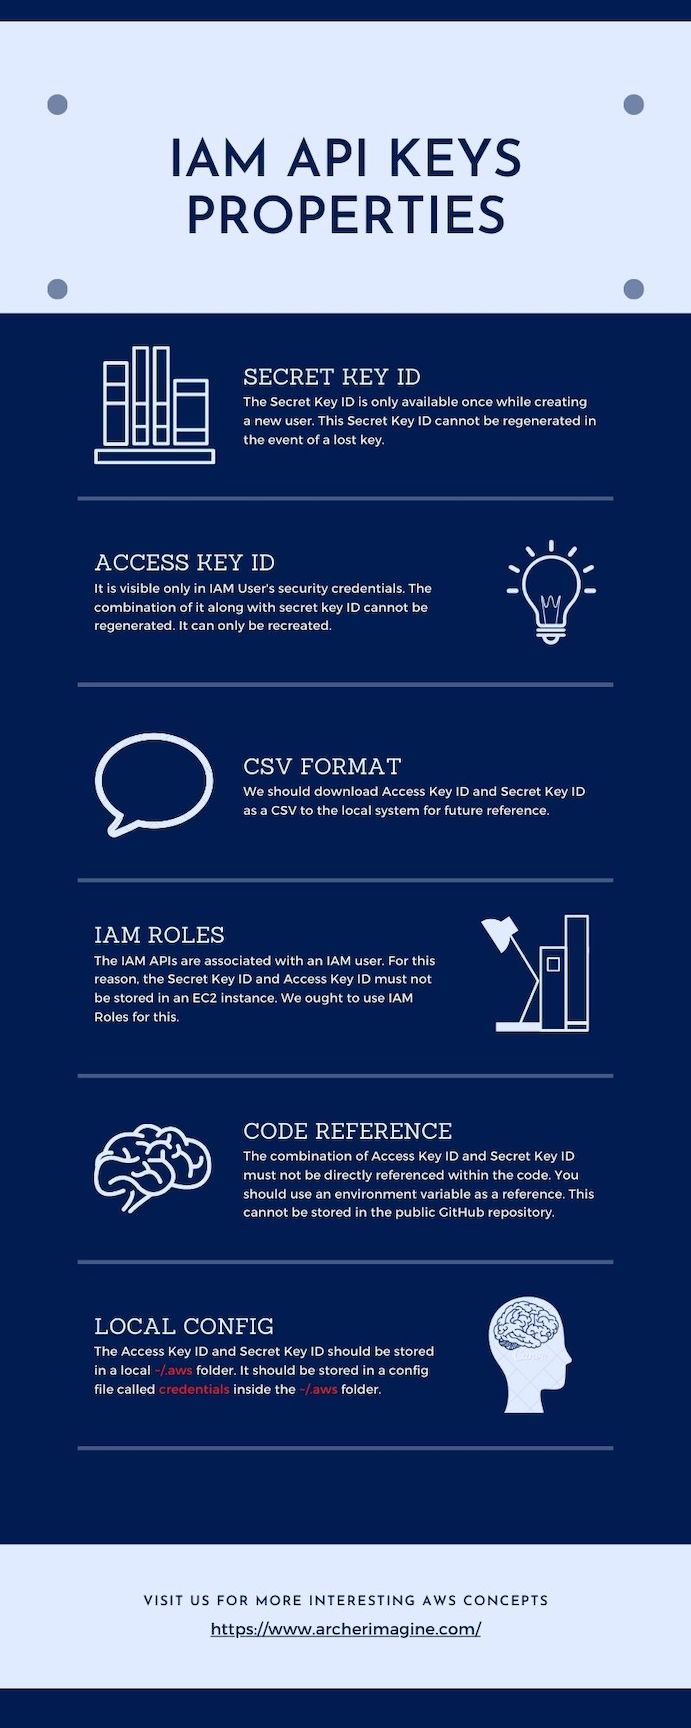 IAM API KEYS
PROPERTIES
SECRET KEY ID
The Secret Key ID is only available once while creating
a new user. This Secret Key ID cannot be regenerated in
the event of a lost key.
ACCESS KEY ID
It is visible only in IAM User's security credentials. The
combination of it along with secret key ID cannot be
regenerated. It can only be recreated.
CSV FORMAT
We should download Access Key ID and Secret Key ID
as a CSV to the local system for future reference.
IAM ROLES
The IAM APIs are associated with an IAM user. For this
reason, the Secret Key ID and Access Key ID must not
be stored in an EC2 instance. We ought to use IAM
Roles for this.
CODE REFERENCE
The combination of Access Key ID and Secret Key ID
must not be directly referenced within the code. You
should use an environment variable as a reference. This
cannot be stored in the public GitHub repository.
LOCAL CONFIG
The Access Key ID and Secret Key ID should be stored
in a local ~/.aws folder. It should be stored in a config
file called credentials inside the ~/.aws folder.
VISIT US FOR MORE INTERESTING AWS CONCEPTS
https://www.archerimagine.com/